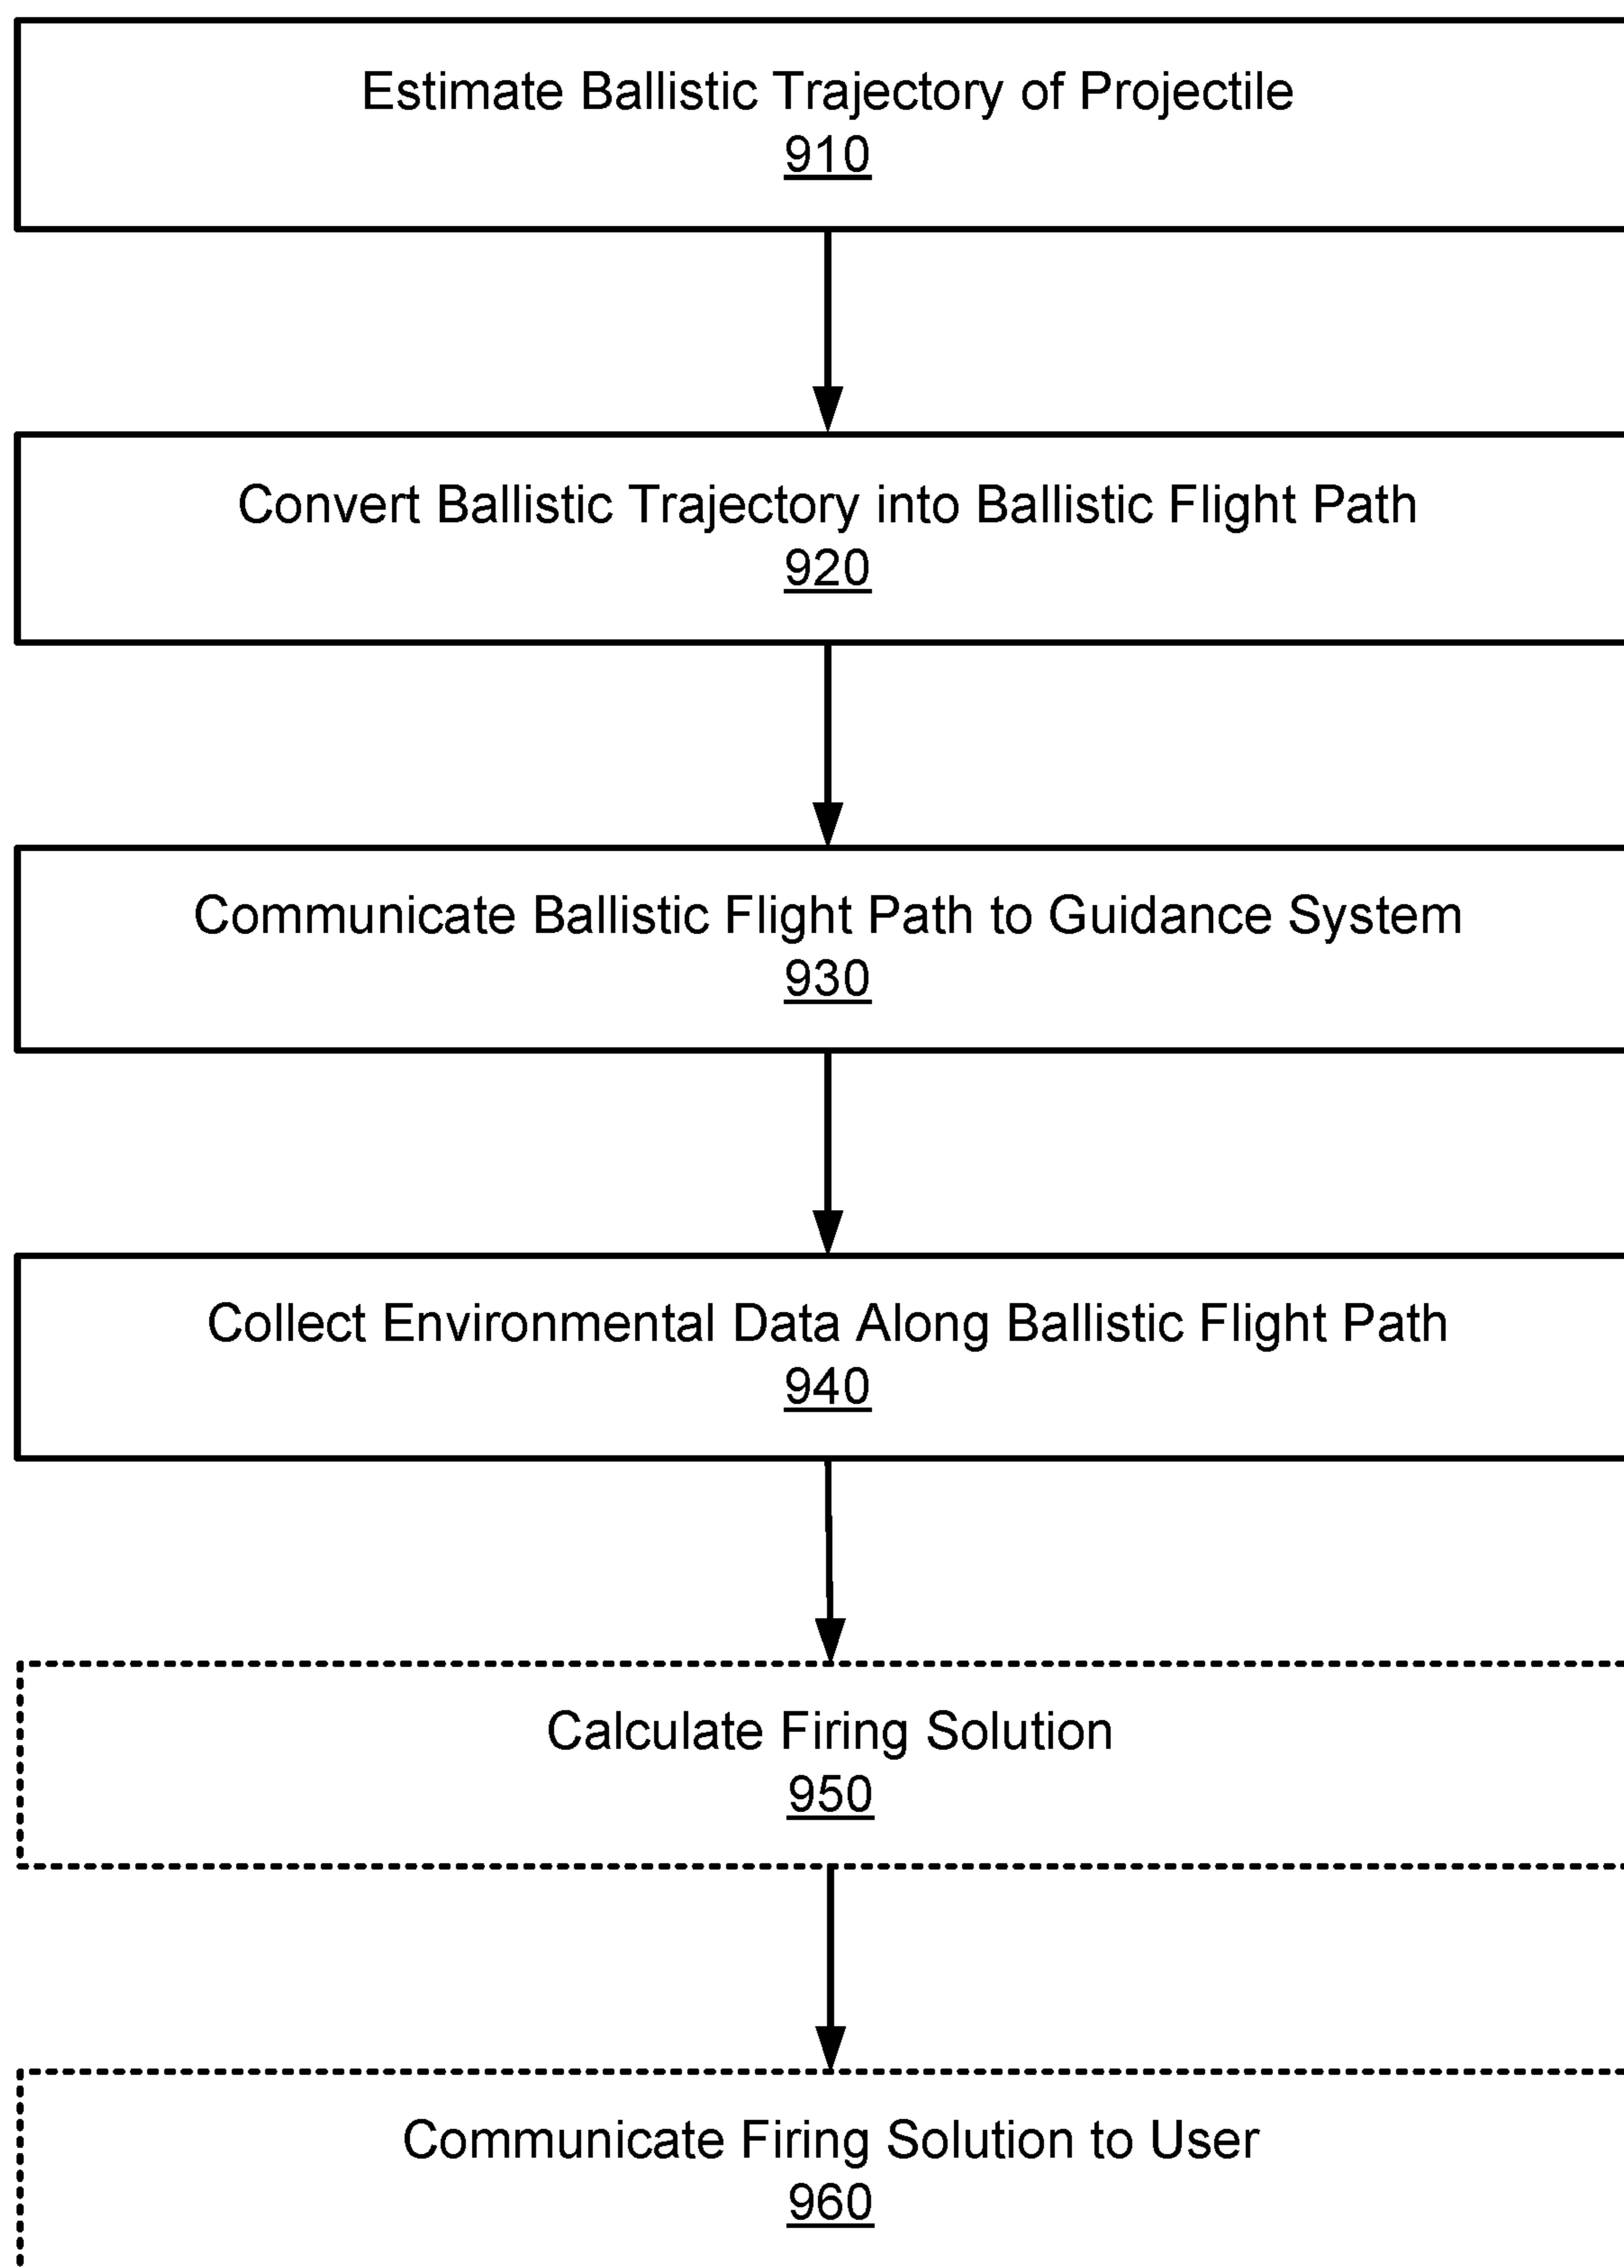 Estimate Ballistic Trajectory of Projectile
910
Convert Ballistic Trajectory into Ballistic Flight Path
920
Communicate Ballistic Flight Path to Guidance System
930
Collect Environmental Data Along Ballistic Flight Path
940
Calculate Firing Solution
950
Communicate Firing Solution to User
960